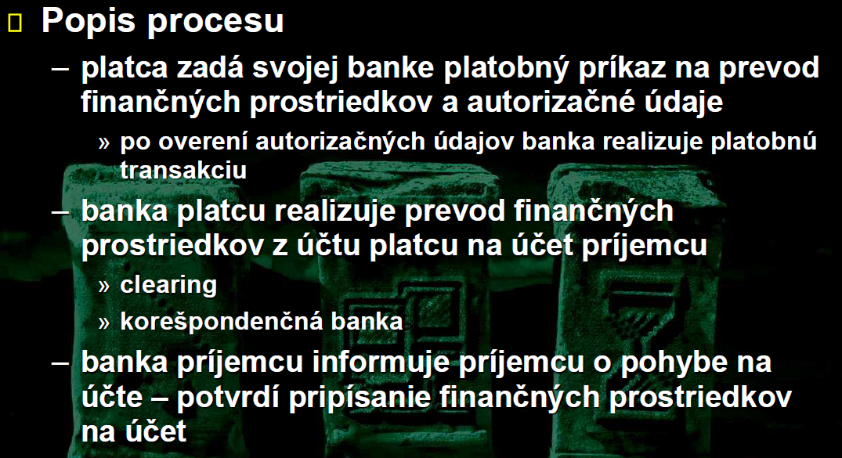 Popis procesu
– platca zadá svojej banke platobný príkaz na prevod
finančných prostriedkov a autorizačné údaje
» po overení autorizačných údajov banka realizuje platobnú
transakciu
– banka platcu realizuje prevod finančných
prostriedkov z účtu platcu na účet príjemcu
» clearing
» korešpondenčná banka
– banka príjemcu informuje príjemcu o pohybe na
účte – potvrdí pripísanie finančných prostriedkov
na účet